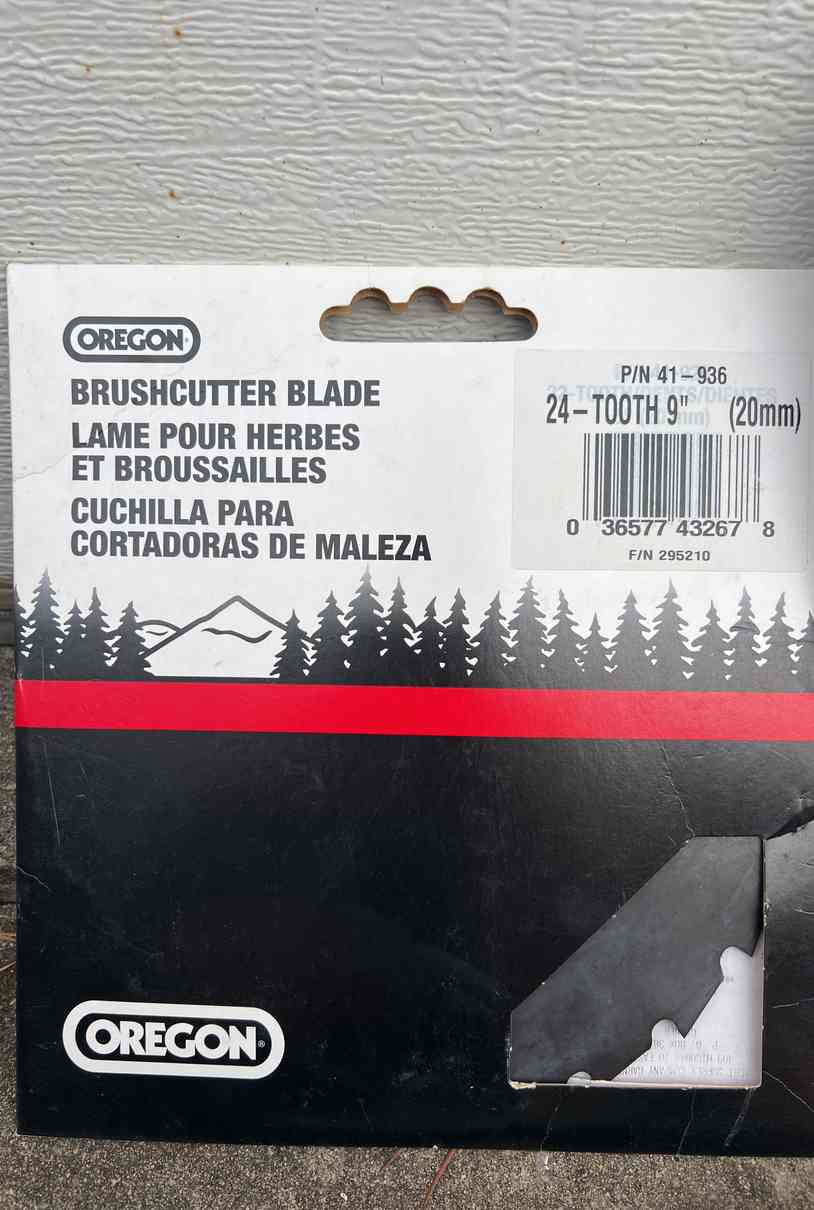 OREGON
BRUSHCUTTER BLADE
LAME POUR HERBES
ET BROUSSAILLES
CUCHILLA PARA
CORTADORAS DE MALEZA
P/N 41-936
24-TOOTH 9" (20mm)
0 36577 43267 8
F/N 295210
OREGON®